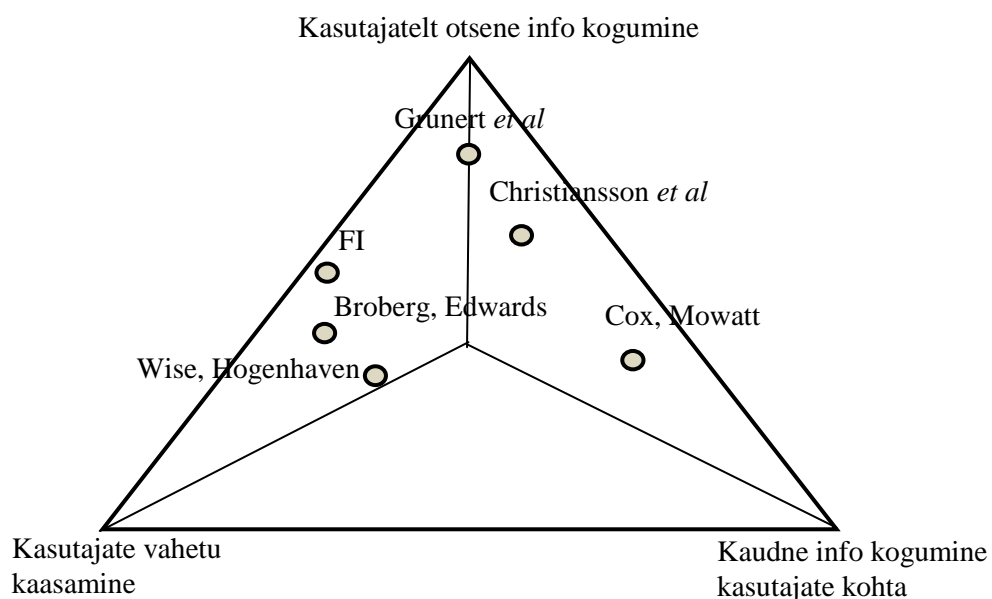 Kasutajatelt otsene info kogumine
Grunert et al
Christiansson et al
FI
Broberg, Edwards
Cox, Mowatt
Wise, Hogenhaven
Kasutajate vahetu
kaasamine
Kaudne info kogumine
kasutajate kohta